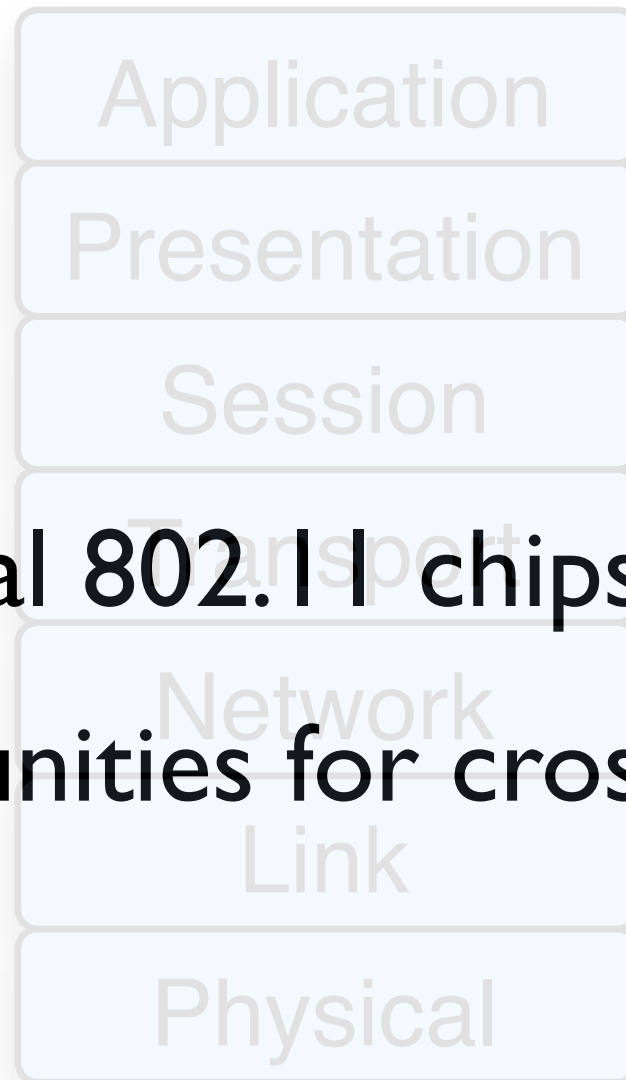 Application
Presentation
Session
Transport
al 802.11 chips
Network
unities for cros
Link
Physical